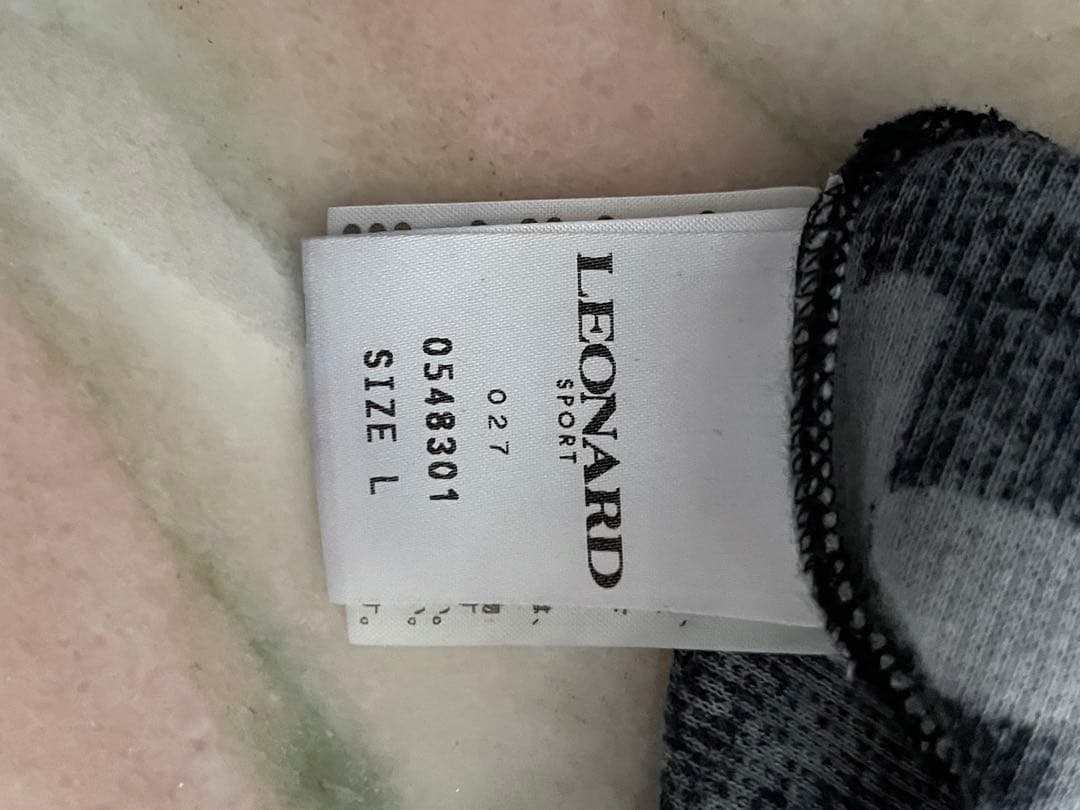 LEONARD
SPORT
027
0548301
SIZE L